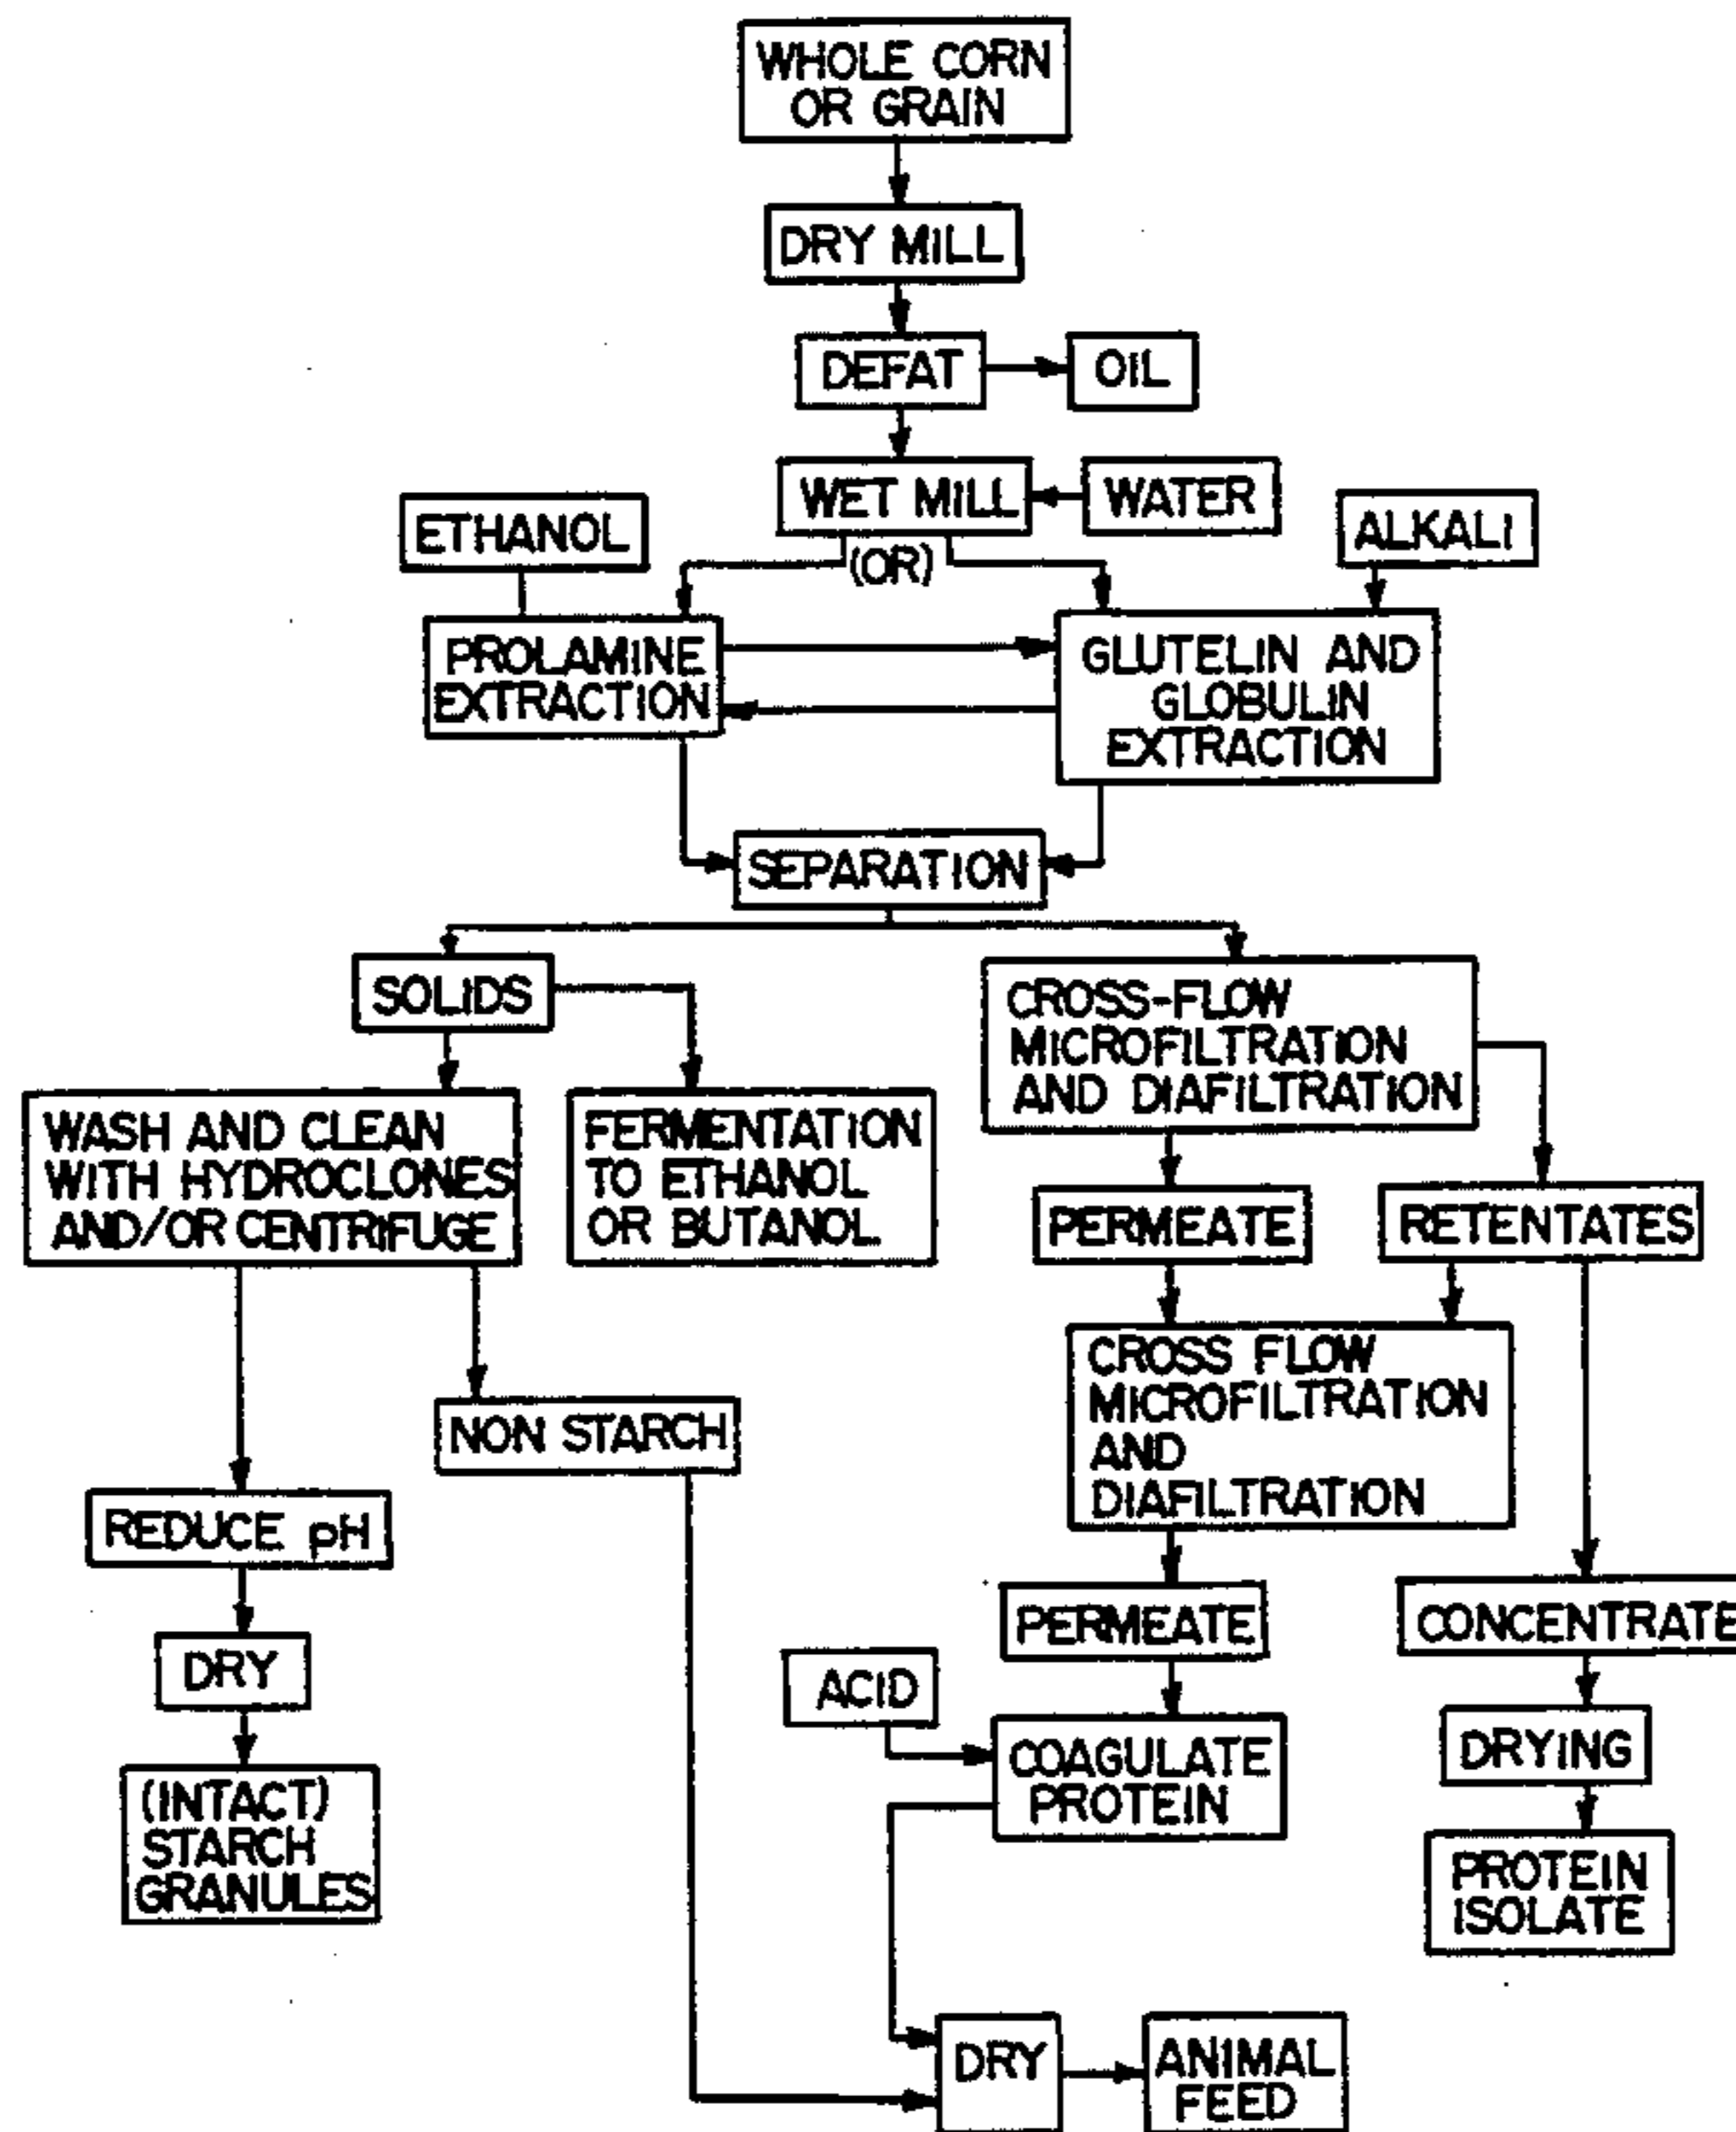 WHOLE CORN
OR GRAIN
DRY MILL
DEFAT
OIL
WET MILL
WATER
ETHANOL
ALKALI
(OR)
PROLAMINE
EXTRACTION
GLUTELIN AND
GLOBULIN
EXTRACTION
SEPARATION
SOLIDS
CROSS-FLOW
MICROFILTRATION
AND DIAFILTRATION
WASH AND CLEAN
WITH HYDROCLONES
AND/OR CENTRIFUGE
FERMENTATION
TO ETHANOL
OR BUTANOL
PERMEATE
RETENTATES
CROSS FLOW
MICROFILTRATION
AND
DIAFILTRATION
NON STARCH
REDUCE pH
PERMEATE
CONCENTRATE
DRY
ACID
COAGULATE
PROTEIN
DRYING
(INTACT)
STARCH
GRANULES
PROTEIN
ISOLATE
DRY
ANIMAL
FEED